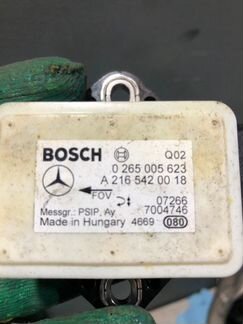 BOSCH Q02
0 265 005 623
A 216 542 00 18
FOV
07266
Messgr.: PSIP, Ay 7004746
Made in Hungary 4669 080